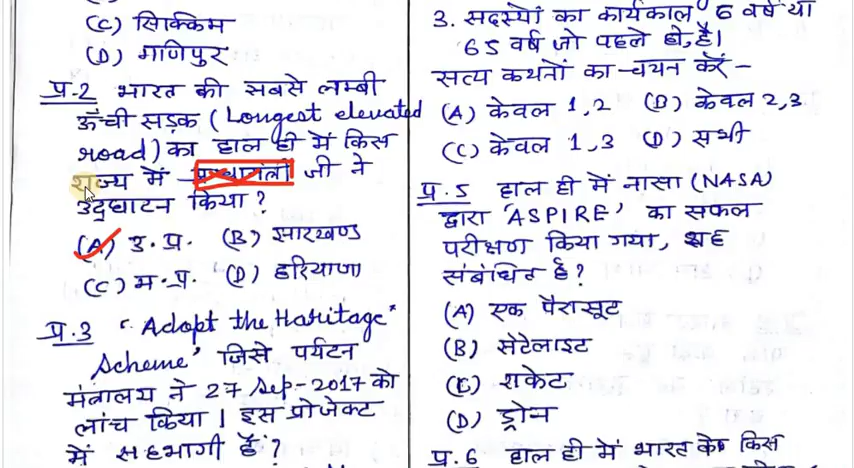 (C) सिक्किम
(D) मणिपुर
प्र.2 भारत की सबसे लम्बी
ऊँची सड़क (Longest elevated
road) का हाल ही में किस
राज्य में प्रधानमंत्री जी ने
उद्घाटन किया?
(A) उ.प्र. (B) झारखण्ड
(C) म.प्र. (D) हरियाणा
प्र.3 "Adopt the Haritage"
Scheme' जिसे पर्यटन
मंत्रालय ने 27 Sep-2017 को
लांच किया। इस प्रोजेक्ट
में सहभागी हैं?
3. सदस्यों का कार्यकाल 6 वर्ष या
65 वर्ष जो पहले हो, है।
सत्य कथनों का चयन करें -
(A) केवल 1,2 (B) केवल 2,3
(C) केवल 1,3 (D) सभी
प्र.5 हाल ही में नासा (NASA)
द्वारा 'ASPIRE' का सफल
परीक्षण किया गया, यह
संबंधित है?
(A) एक पैरासूट
(B) सेटेलाइट
(C) राकेट
(D) ड्रोन
प्र.6 हाल ही में भारत के किस